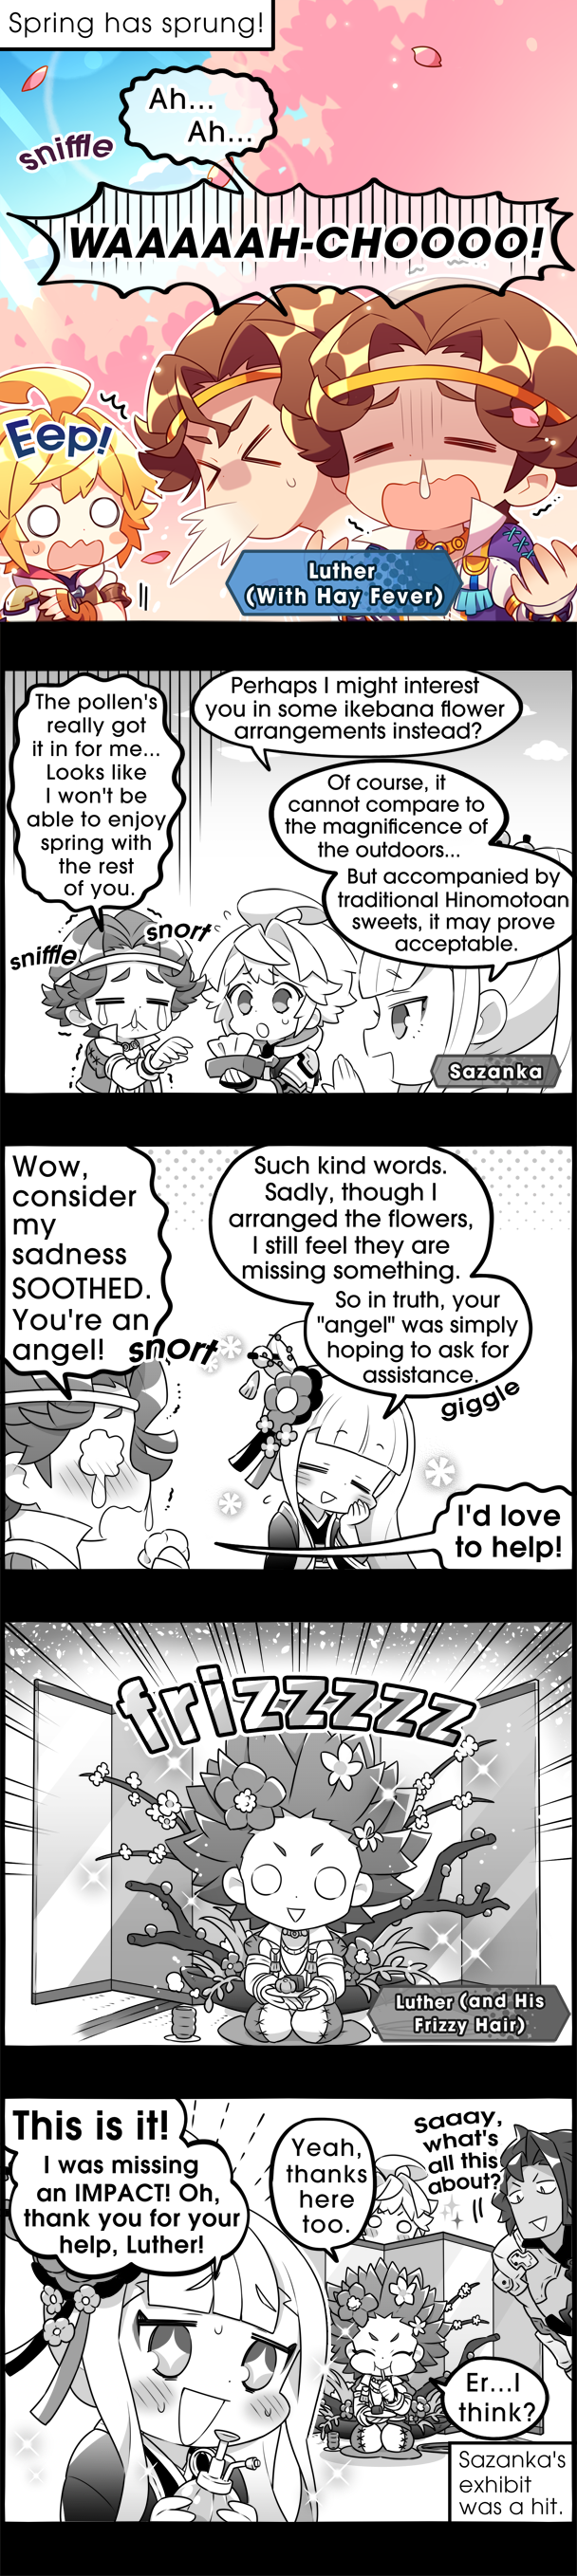 Spring has sprung!
Ah...
Ah...
sniffle
WAAAAAH-CHOOOO!
Eep!
Luther
(With Hay Fever)
The pollen's
really got
it in for me...
Looks like
I won't be
able to enjoy
spring with
the rest
of you.
Perhaps I might interest
you in some ikebana flower
arrangements instead?
Of course, it
cannot compare to
the magnificence of
the outdoors...
But accompanied by
traditional Hinomotoan
sweets, it may prove
acceptable.
sniffle
snort
Sazanka
Wow,
consider
my
sadness
SOOTHED.
You're an
angel!
snort
Such kind words.
Sadly, though I
arranged the flowers,
I still feel they are
missing something.
So in truth, your
"angel" was simply
hoping to ask for
assistance.
giggle
I'd love
to help!
frizzzzz
Luther (and His
Frizzy Hair)
This is it!
I was missing
an IMPACT! Oh,
thank you for your
help, Luther!
Yeah,
thanks
here
too.
Saaay,
what's
all this
about?
Er...I
think?
Sazanka's
exhibit
was a hit.